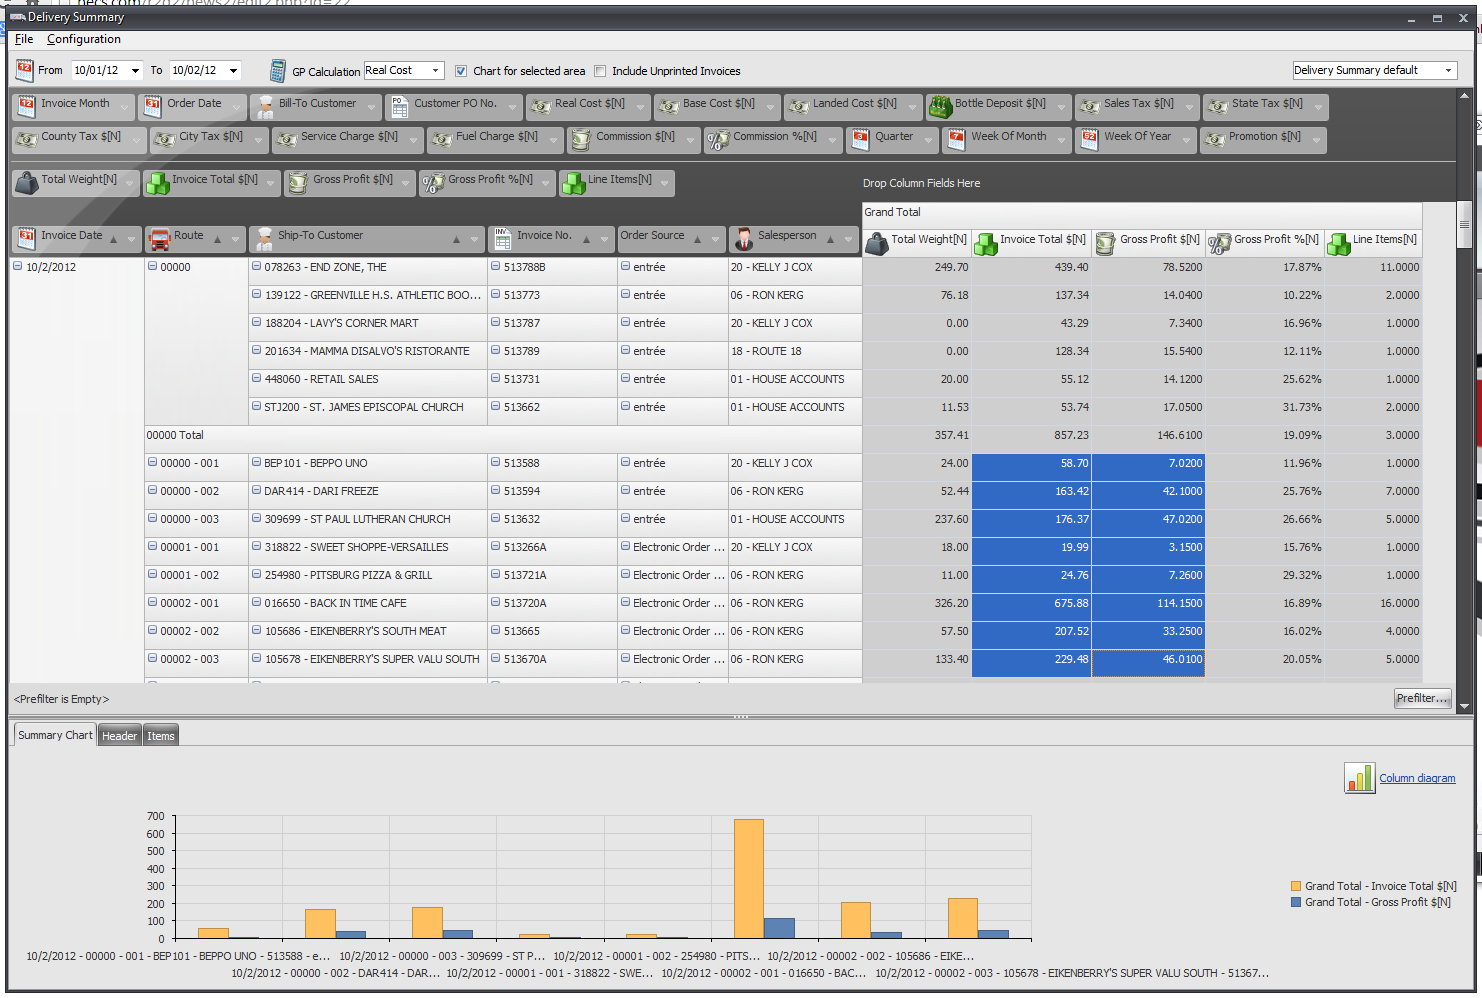 Delivery Summary
File Configuration
From 10/01/12 To 10/02/12 GP Calculation Real Cost Chart for selected area Include Unprinted Invoices Delivery Summary default
Invoice Month Order Date Bill-To Customer Customer PO No. Real Cost $[N] Base Cost $[N] Landed Cost $[N] Bottle Deposit $[N] Sales Tax $[N] State Tax $[N]
County Tax $[N] City Tax $[N] Service Charge $[N] Fuel Charge $[N] Commission $[N] Commission %[N] Quarter Week Of Month Week Of Year Promotion $[N]
Total Weight[N] Invoice Total $[N] Gross Profit $[N] Gross Profit %[N] Line Items[N] Drop Column Fields Here
Grand Total
Invoice Date Route Ship-To Customer Invoice No. Order Source Salesperson Total Weight[N] Invoice Total $[N] Gross Profit $[N] Gross Profit %[N] Line Items[N]
10/2/2012 00000 078263 - END ZONE, THE 513788B entrée 20 - KELLY J COX 249.70 439.40 78.5200 17.87% 11.0000
139122 - GREENVILLE H.S. ATHLETIC BOO... 513773 entrée 06 - RON KERG 76.18 137.34 14.0400 10.22% 2.0000
188204 - LAVY'S CORNER MART 513787 entrée 20 - KELLY J COX 0.00 43.29 7.3400 16.96% 1.0000
201634 - MAMMA DISALVO'S RISTORANTE 513789 entrée 18 - ROUTE 18 0.00 128.34 15.5400 12.11% 1.0000
448060 - RETAIL SALES 513731 entrée 01 - HOUSE ACCOUNTS 20.00 55.12 14.1200 25.62% 1.0000
STJ200 - ST. JAMES EPISCOPAL CHURCH 513662 entrée 01 - HOUSE ACCOUNTS 11.53 53.74 17.0500 31.73% 2.0000
00000 Total 357.41 857.23 146.6100 19.09% 3.0000
00000 - 001 BEP101 - BEPPO UNO 513588 entrée 20 - KELLY J COX 24.00 58.70 7.0200 11.96% 1.0000
00000 - 002 DAR414 - DARI FREEZE 513594 entrée 06 - RON KERG 52.44 163.42 42.1000 25.76% 7.0000
00000 - 003 309699 - ST PAUL LUTHERAN CHURCH 513632 entrée 01 - HOUSE ACCOUNTS 237.60 176.37 47.0200 26.66% 5.0000
00001 - 001 318822 - SWEET SHOPPE-VERSAILLES 513266A Electronic Order ... 20 - KELLY J COX 18.00 19.99 3.1500 15.76% 1.0000
00001 - 002 254980 - PITSBURG PIZZA & GRILL 513721A Electronic Order ... 06 - RON KERG 11.00 24.76 7.2600 29.32% 1.0000
00002 - 001 016650 - BACK IN TIME CAFE 513720A Electronic Order ... 06 - RON KERG 326.20 675.88 114.1500 16.89% 16.0000
00002 - 002 105686 - EIKENBERRY'S SOUTH MEAT 513665 Electronic Order ... 06 - RON KERG 57.50 207.52 33.2500 16.02% 4.0000
00002 - 003 105678 - EIKENBERRY'S SUPER VALU SOUTH 513670A Electronic Order ... 06 - RON KERG 133.40 229.48 46.0100 20.05% 5.0000
<Prefilter is Empty> Prefilter...
Summary Chart Header Items
Column diagram
700
600
500
400
300
200
100
0
Grand Total - Invoice Total $[N]
Grand Total - Gross Profit $[N]
10/2/2012 - 00000 - 001 - BEP101 - BEPPO UNO - 513588 - e... 10/2/2012 - 00000 - 003 - 309699 - ST P... 10/2/2012 - 00001 - 002 - 254980 - PITS... 10/2/2012 - 00002 - 002 - 105686 - EIKE...
10/2/2012 - 00000 - 002 - DAR414 - DAR... 10/2/2012 - 00001 - 001 - 318822 - SWE... 10/2/2012 - 00002 - 001 - 016650 - BAC... 10/2/2012 - 00002 - 003 - 105678 - EIKENBERRY'S SUPER VALU SOUTH - 51367...